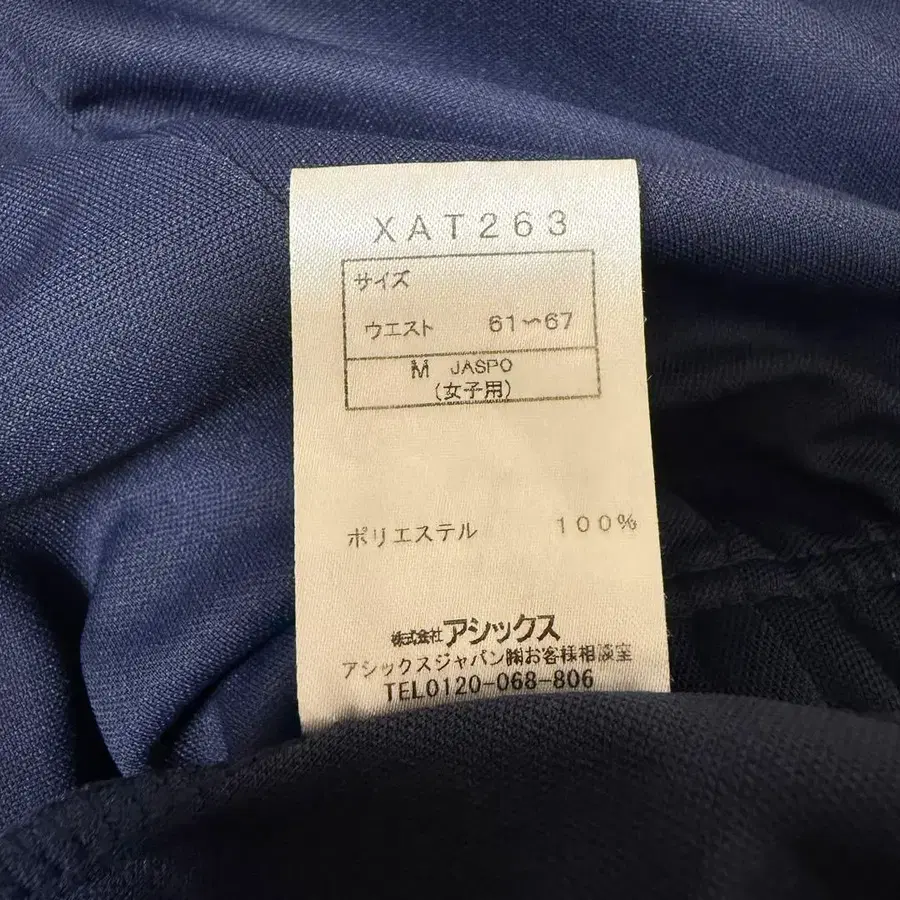 XAT263
サイズ
ウエスト 61〜67
M JASPO
(女子用)
ポリエステル 100%
株式会社アシックス
アシックスジャパン㈱お客様相談室
TEL0120-068-806